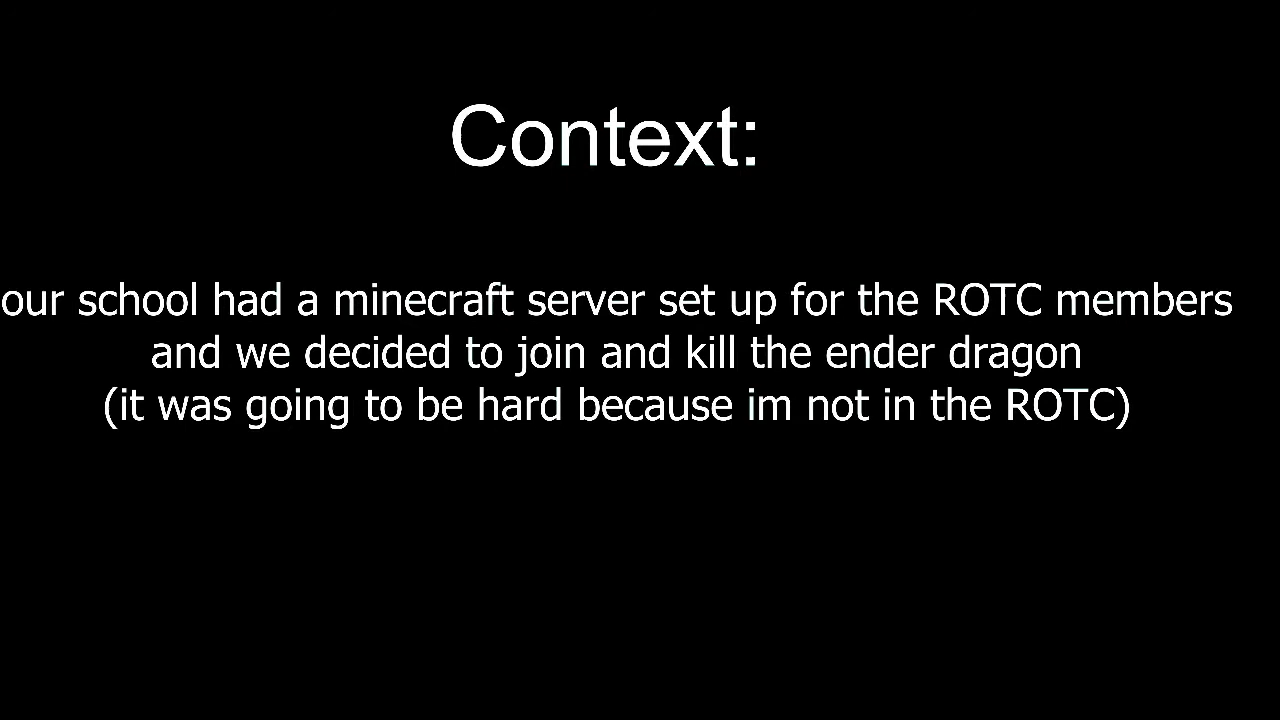 Context:
our school had a minecraft server set up for the ROTC members
and we decided to join and kill the ender dragon
(it was going to be hard because im not in the ROTC)